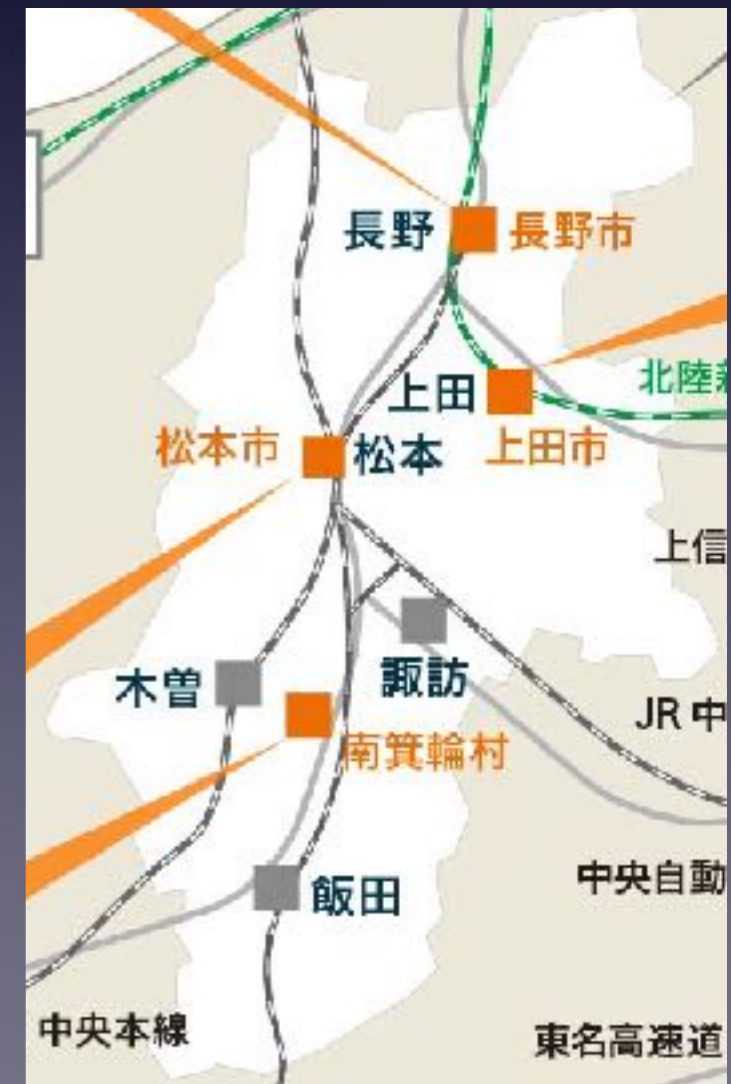 長野 長野市
北陸
上田
上田市
松本市 松本
上信
諏訪
木曽
JR 中
南箕輪村
中央自動
飯田
中央本線
東名高速道